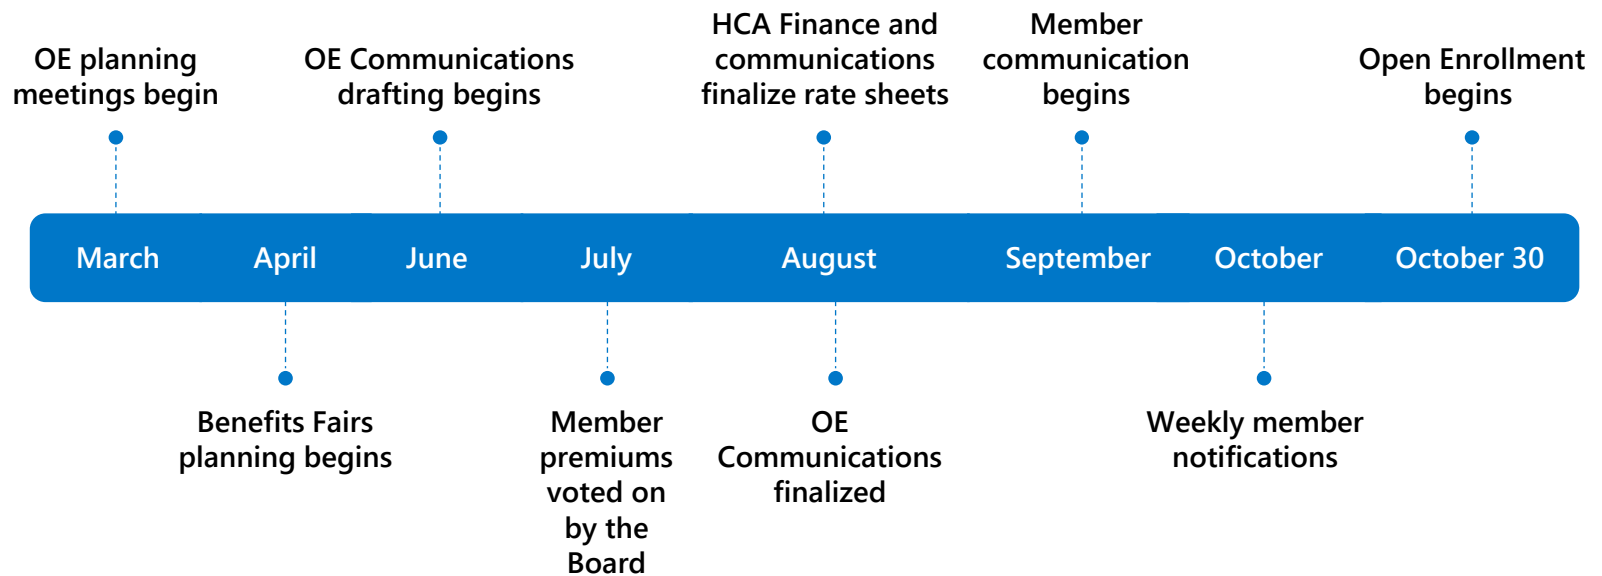 OE planning
meetings begin
OE Communications
drafting begins
HCA Finance and
communications
finalize rate sheets
Member
communication
begins
Open Enrollment
begins
March
April
June
July
August
September
October
October 30
Benefits Fairs
planning begins
Member
premiums
voted on
by the
Board
OE
Communications
finalized
Weekly member
notifications